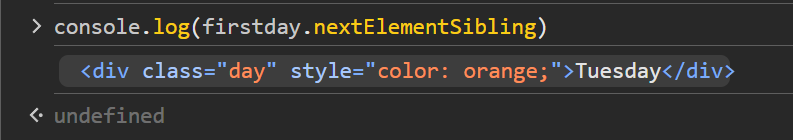 console.log(firstday.nextElementSibling)
<div class="day" style="color: orange;">Tuesday</div>
undefined